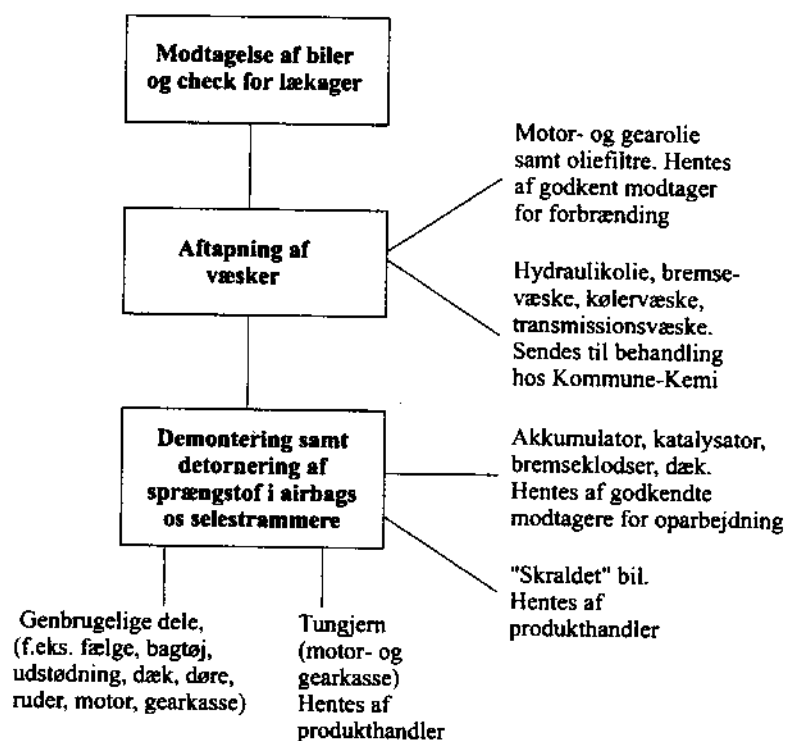 Modtagelse af biler
og check for lækager
Motor- og gearolie
samt oliefiltre. Hentes
af godkent modtager
for forbrænding
Aftapning af
væsker
Hydraulikolie, bremse-
væske, kølervæske,
transmissionsvæske.
Sendes til behandling
hos Kommune-Kemi
Demontering samt
detornering af
sprængstof i airbags
os selestrammere
Akkumulator, katalysator,
bremseklodser, dæk.
Hentes af godkendte
modtagere for oparbejdning
"Skraldet" bil.
Hentes af
produkthandler
Genbrugelige dele,
(f.eks. fælge, bagtøj,
udstødning, dæk, døre,
ruder, motor, gearkasse)
Tungjern
(motor- og
gearkasse)
Hentes af
produkthandler